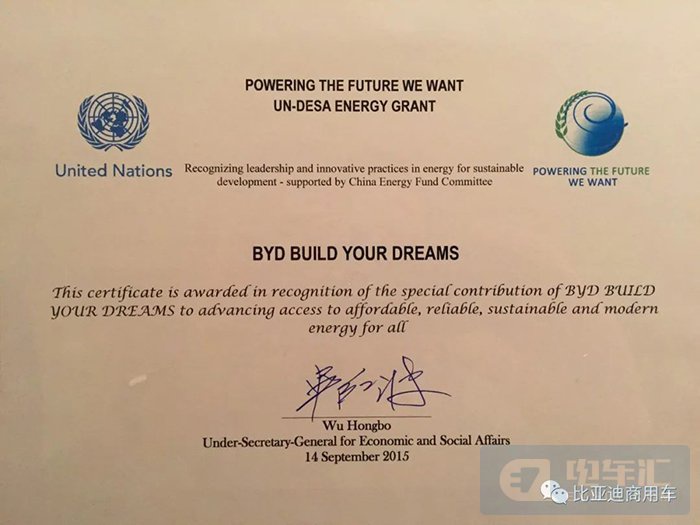 POWERING THE FUTURE WE WANT
UN-DESA ENERGY GRANT
United Nations
Recognizing leadership and innovative practices in energy for sustainable
development - supported by China Energy Fund Committee
POWERING THE FUTURE
WE WANT
BYD BUILD YOUR DREAMS
This certificate is awarded in recognition of the special contribution of BYD BUILD
YOUR DREAMS to advancing access to affordable, reliable, sustainable and modern
energy for all
Wu Hongbo
Under-Secretary-General for Economic and Social Affairs
14 September 2015
电车汇
比亚迪商用车